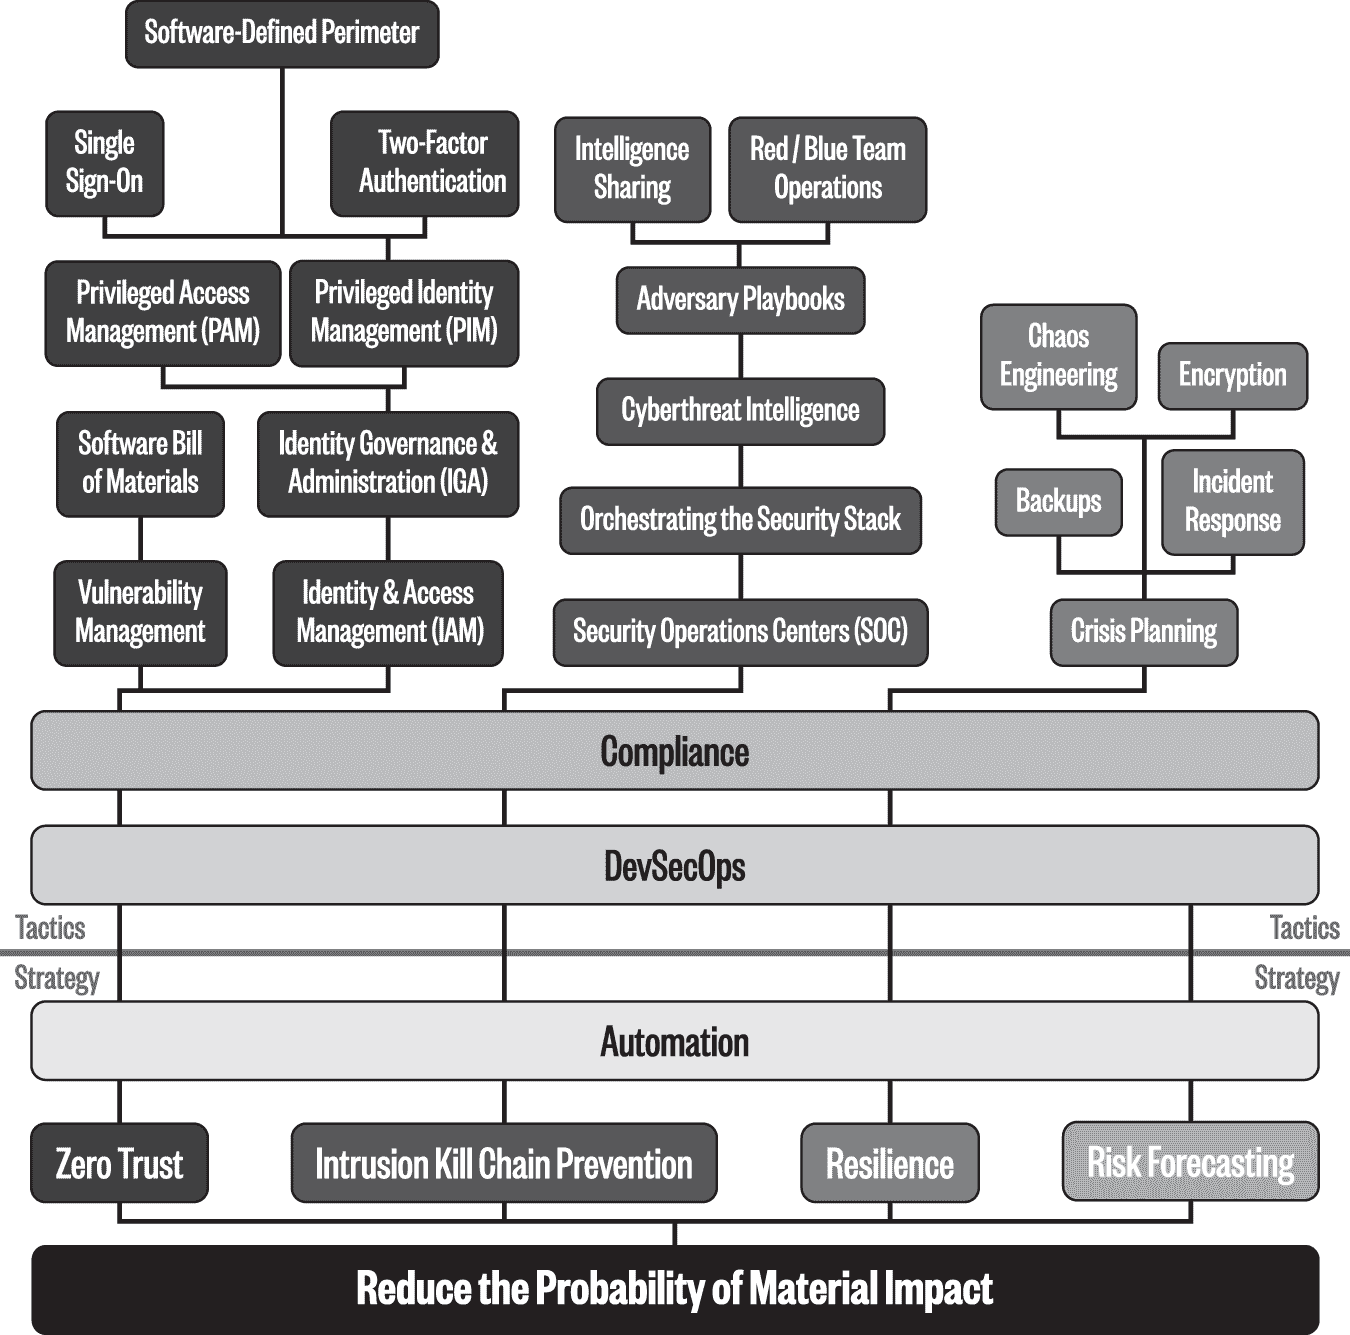 Software-Defined Perimeter
Single
Sign-On
Two-Factor
Authentication
Privileged Access
Management (PAM)
Privileged Identity
Management (PIM)
Software Bill
of Materials
Identity Governance &
Administration (IGA)
Vulnerability
Management
Identity & Access
Management (IAM)
Intelligence
Sharing
Red / Blue Team
Operations
Adversary Playbooks
Cyberthreat Intelligence
Orchestrating the Security Stack
Security Operations Centers (SOC)
Chaos
Engineering
Encryption
Backups
Incident
Response
Crisis Planning
Compliance
DevSecOps
Tactics
Tactics
Strategy
Strategy
Automation
Zero Trust
Intrusion Kill Chain Prevention
Resilience
Risk Forecasting
Reduce the Probability of Material Impact